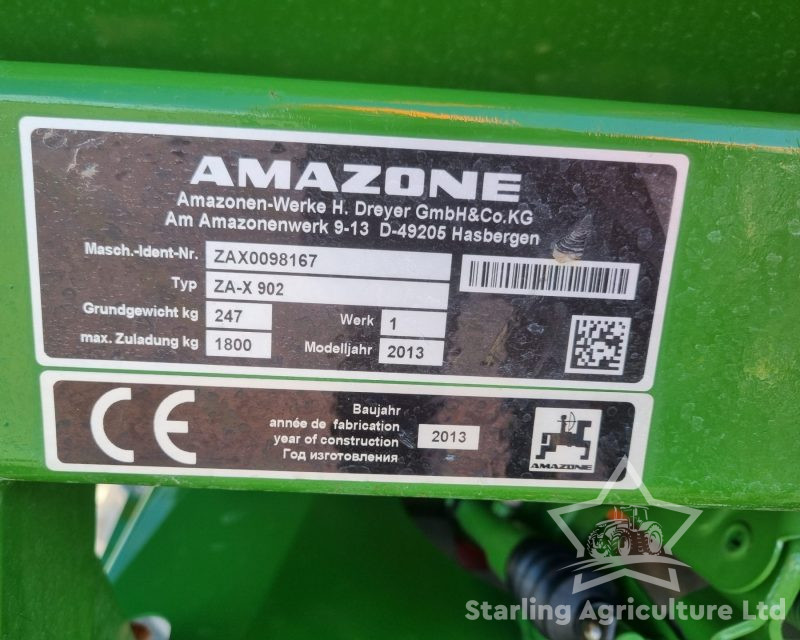 AMAZONE
Amazonen-Werke H. Dreyer GmbH&Co.KG
Am Amazonenwerk 9-13 D-49205 Hasbergen
Masch.-Ident-Nr. ZAX0098167
Typ ZA-X 902
Grundgewicht kg 247 Werk 1
max. Zuladung kg 1800 Modelljahr 2013
CE
Baujahr
année de fabrication
year of construction 2013
Год изготовления
AMAZONE
Starling Agriculture Ltd